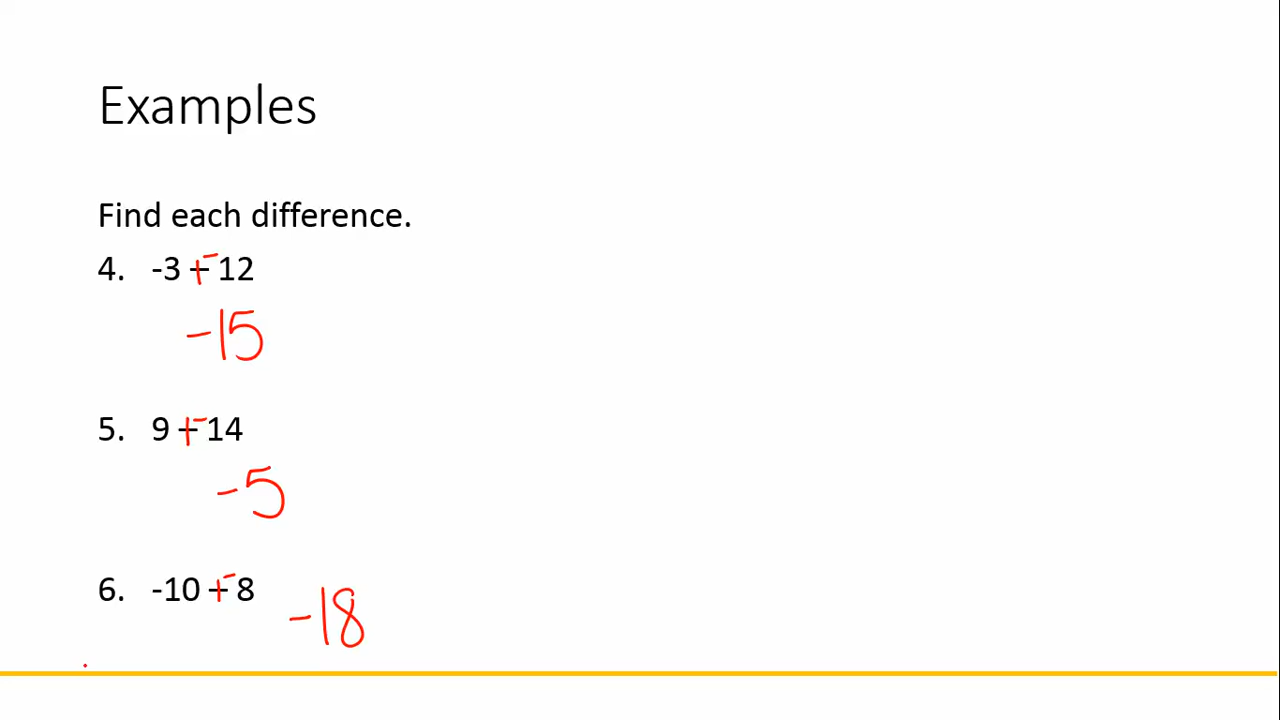 Examples
Find each difference.
4. -3 +⁻ 12
-15
5. 9 +⁻ 14
-5
6. -10 +⁻ 8
-18